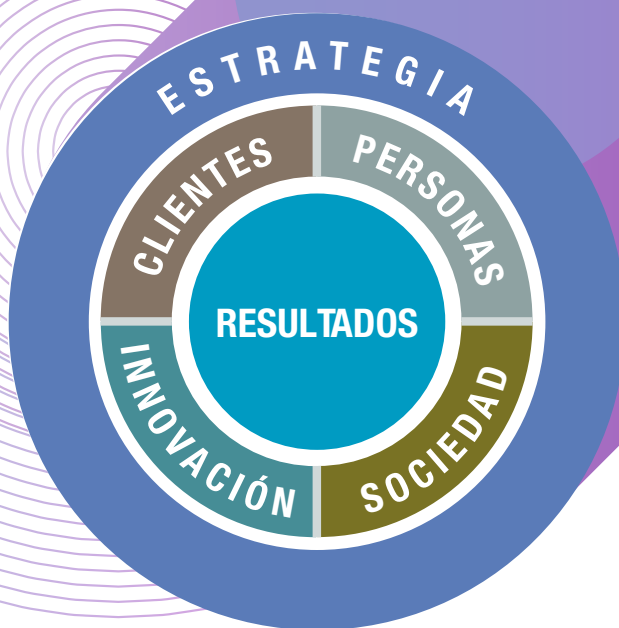 ESTRATEGIA
CLIENTES
PERSONAS
RESULTADOS
INNOVACIÓN
SOCIEDAD